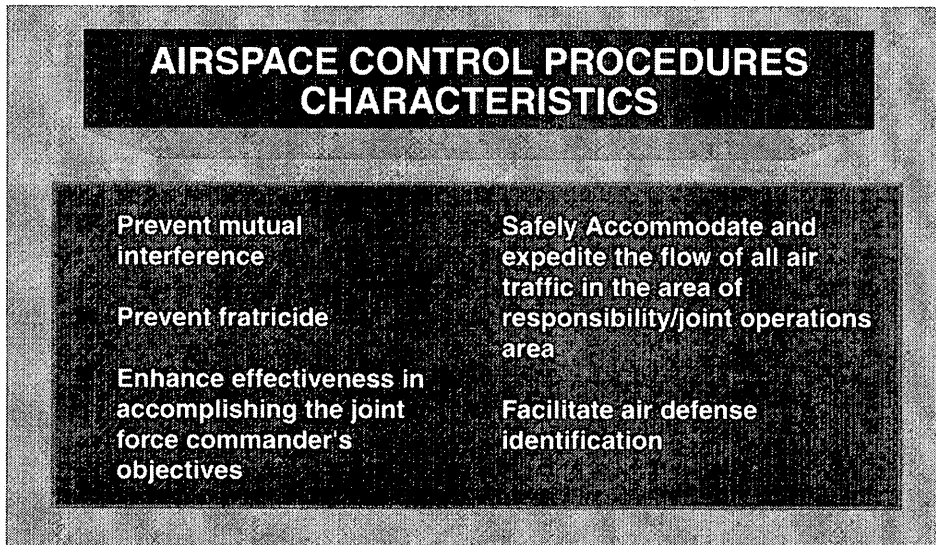 AIRSPACE CONTROL PROCEDURES
CHARACTERISTICS
Prevent mutual
interference
Prevent fratricide
Enhance effectiveness in
accomplishing the joint
force commander's
objectives
Safely Accommodate and
expedite the flow of all air
traffic in the area of
responsibility/joint operations
area
Facilitate air defense
identification